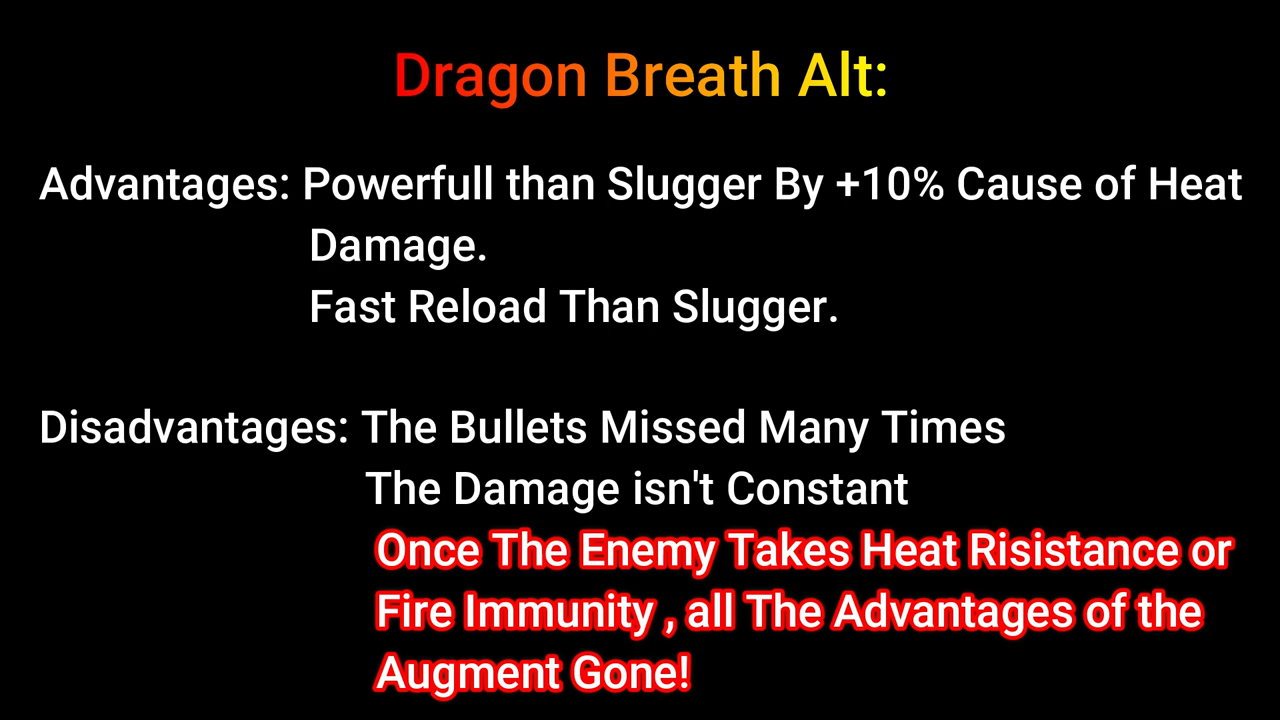 Dragon Breath Alt:
Advantages: Powerfull than Slugger By +10% Cause of Heat
Damage.
Fast Reload Than Slugger.
Disadvantages: The Bullets Missed Many Times
The Damage isn't Constant
Once The Enemy Takes Heat Risistance or
Fire Immunity , all The Advantages of the
Augment Gone!